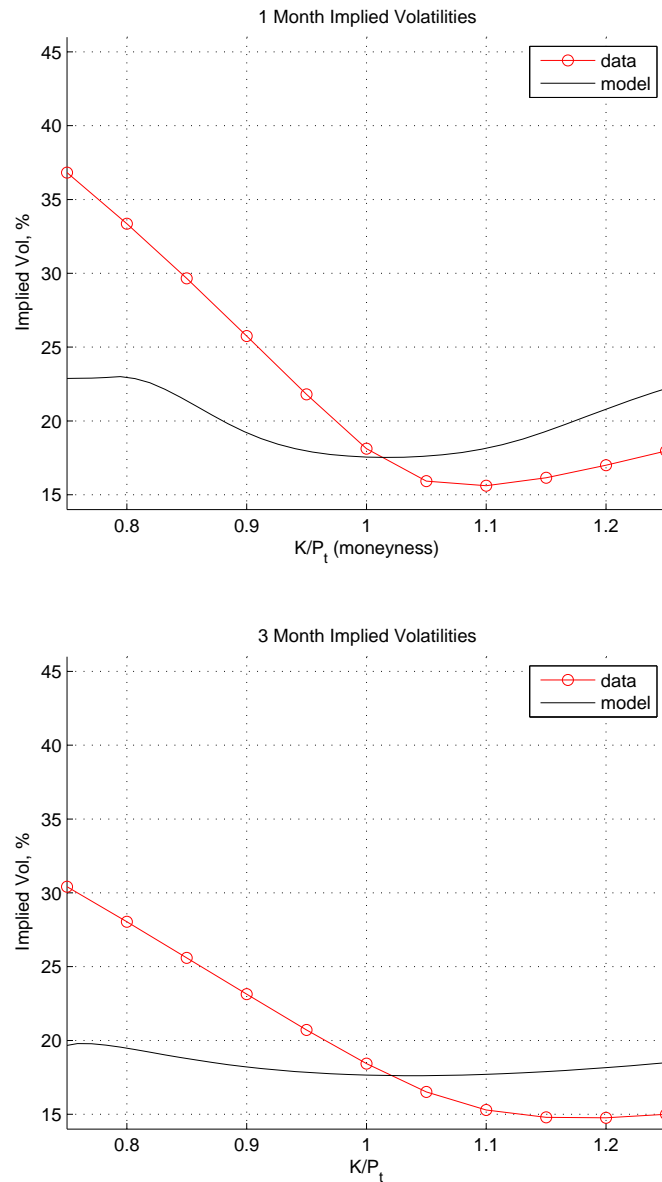 1 Month Implied Volatilities
45
40
35
30
25
20
15
Implied Vol, %
data
model
0.8 0.9 1 1.1 1.2
K/P_t (moneyness)
3 Month Implied Volatilities
45
40
35
30
25
20
15
Implied Vol, %
data
model
0.8 0.9 1 1.1 1.2
K/P_t